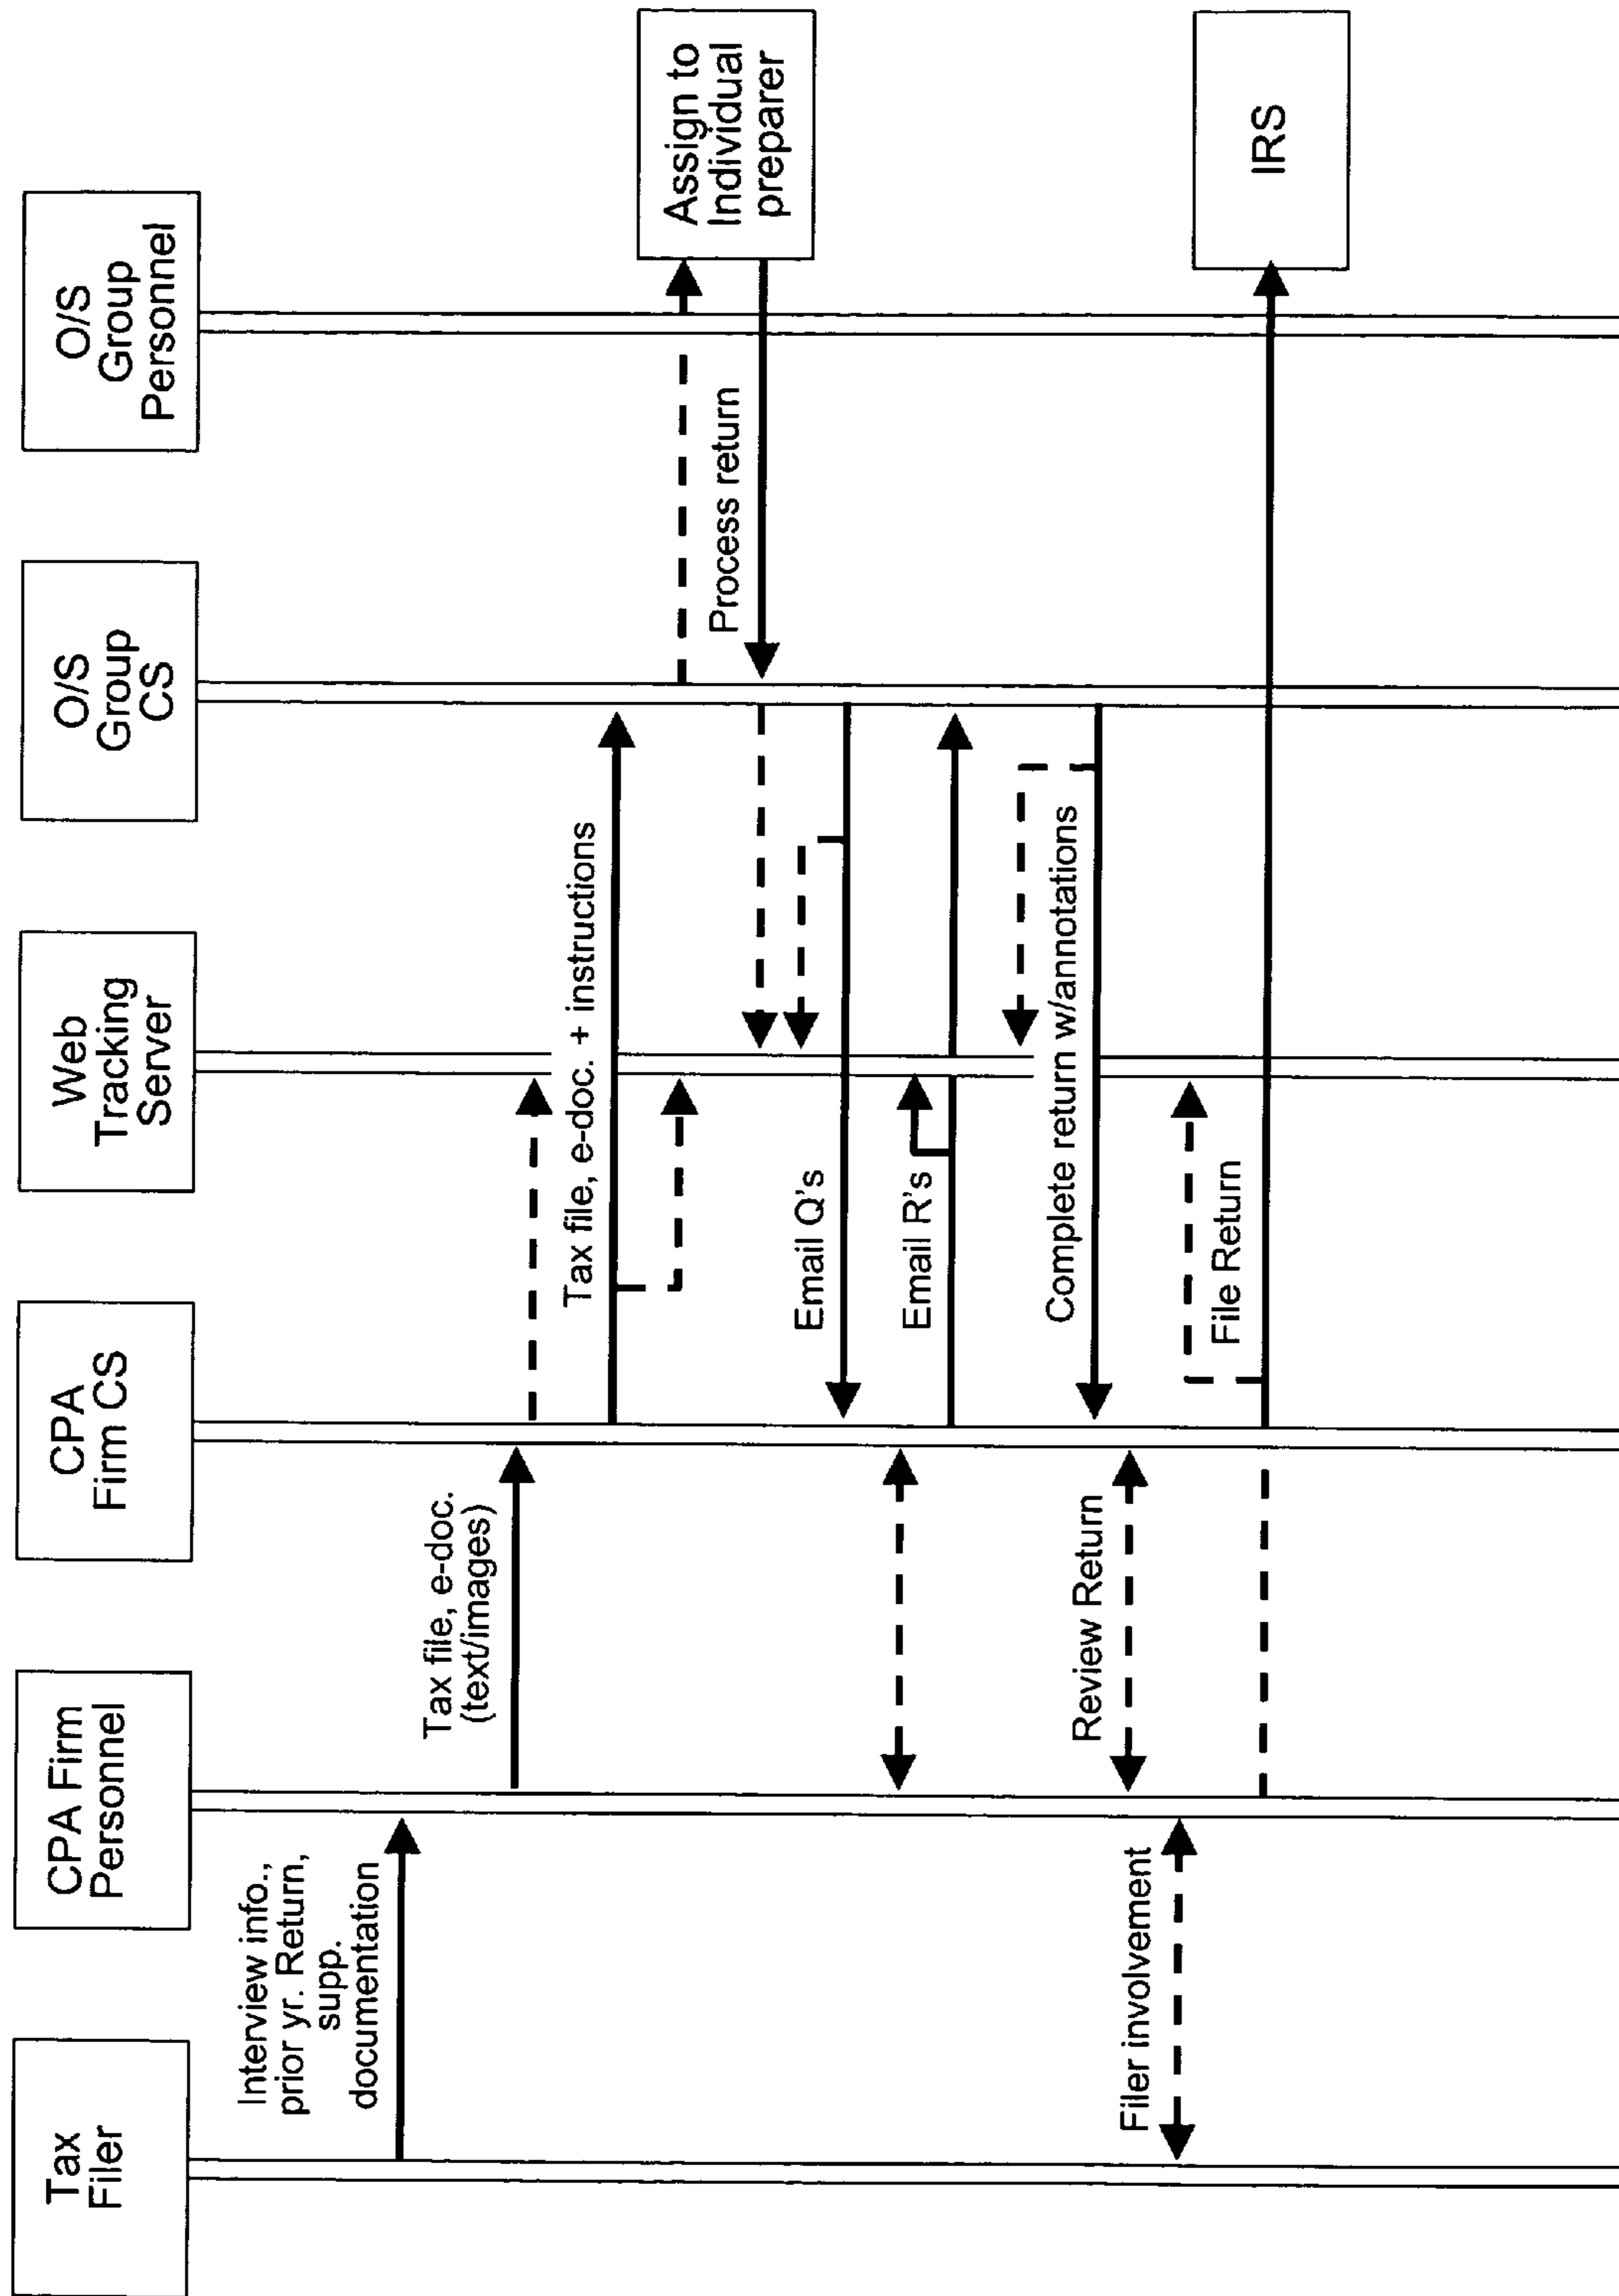 Tax
Filer
CPA Firm
Personnel
CPA
Firm CS
Web
Tracking
Server
O/S
Group
CS
O/S
Group
Personnel
Interview info.,
prior yr. Return,
supp.
documentation
Tax file, e-doc.
(text/images)
Tax file, e-doc. + instructions
Assign to
Individual
preparer
Process return
Email Q's
Email R's
Complete return w/annotations
Review Return
Filer involvement
File Return
IRS